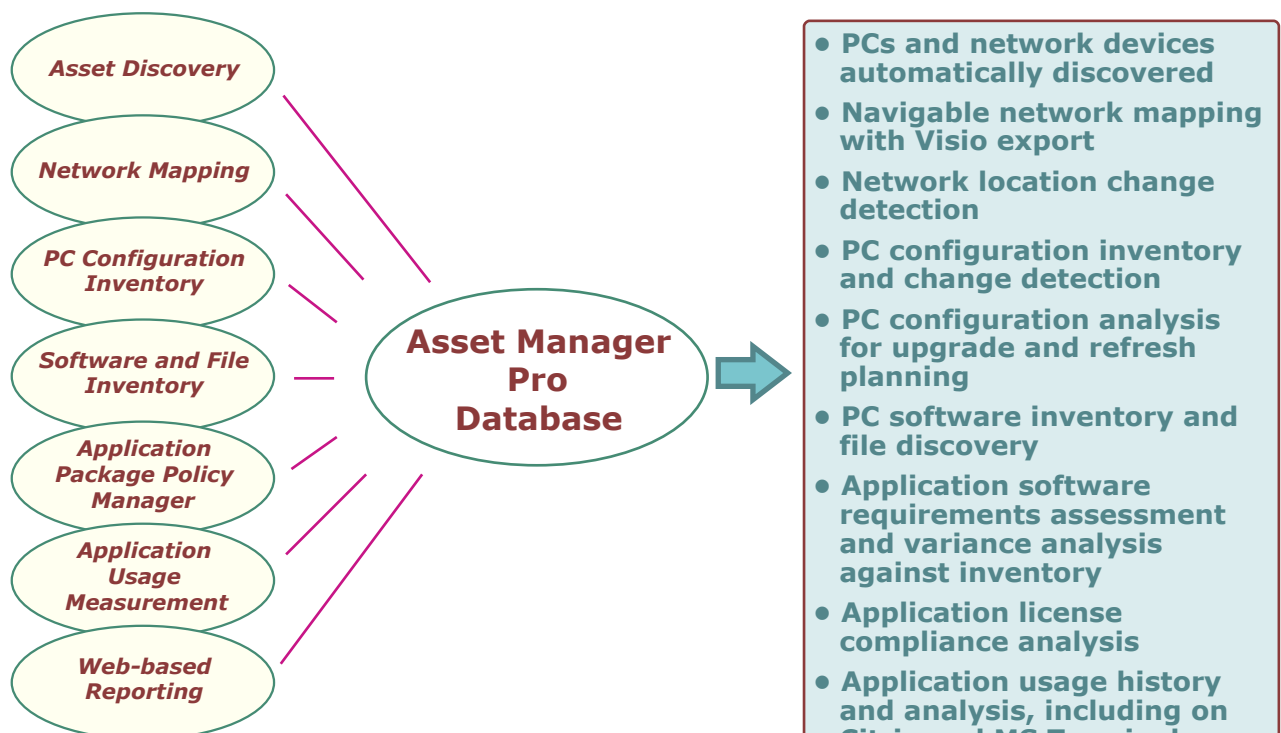 Asset Discovery
Network Mapping
PC Configuration
Inventory
Software and File
Inventory
Application
Package Policy
Manager
Application
Usage
Measurement
Web-based
Reporting
Asset Manager
Pro
Database
• PCs and network devices
automatically discovered
• Navigable network mapping
with Visio export
• Network location change
detection
• PC configuration inventory
and change detection
• PC configuration analysis
for upgrade and refresh
planning
• PC software inventory and
file discovery
• Application software
requirements assessment
and variance analysis
against inventory
• Application license
compliance analysis
• Application usage history
and analysis, including on